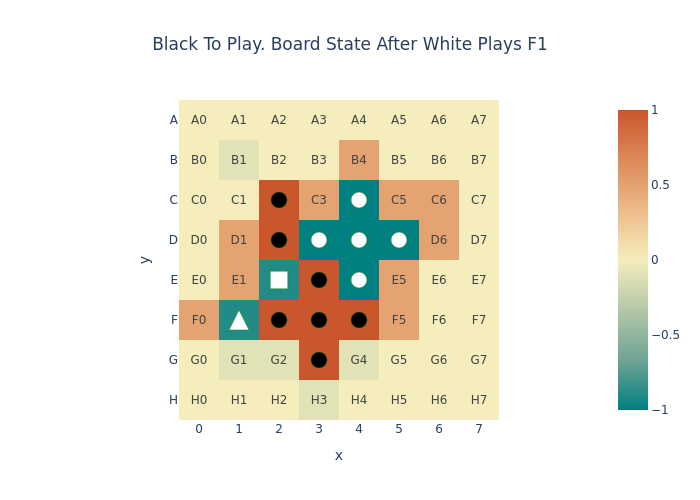 Black To Play. Board State After White Plays F1
A A0 A1 A2 A3 A4 A5 A6 A7
B B0 B1 B2 B3 B4 B5 B6 B7
C C0 C1 C3 C5 C6 C7
D D0 D1 D6 D7
E E0 E1 E5 E6 E7
F F0 F5 F6 F7
G G0 G1 G2 G4 G5 G6 G7
H H0 H1 H2 H3 H4 H5 H6 H7
0 1 2 3 4 5 6 7
x
y
1
0.5
0
−0.5
−1